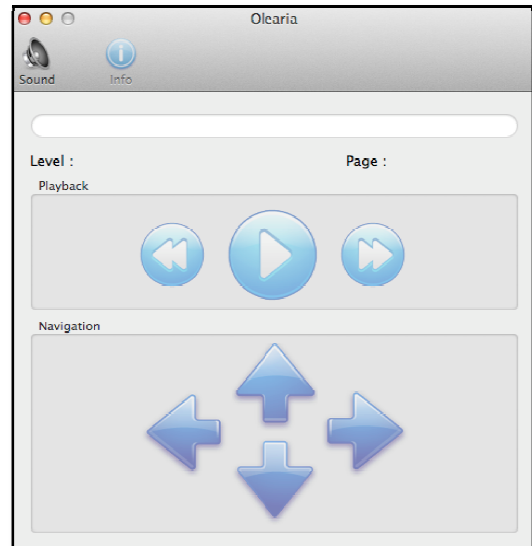 Olearia
Sound Info
Level : Page :
Playback
Navigation